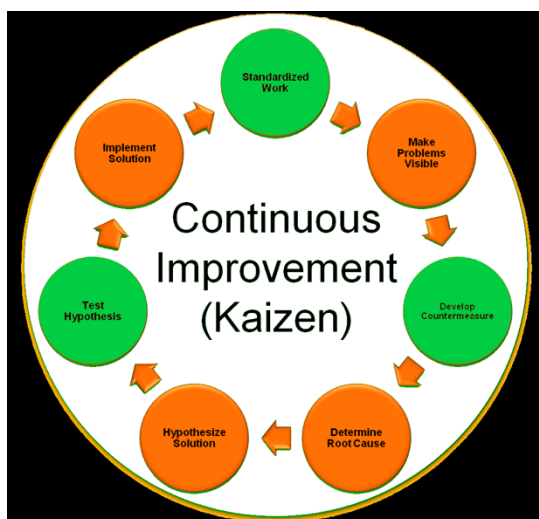 Standardized
Work
Make
Problems
Visible
Develop
Countermeasure
Determine
Root Cause
Hypothesize
Solution
Test
Hypothesis
Implement
Solution
Continuous
Improvement
(Kaizen)